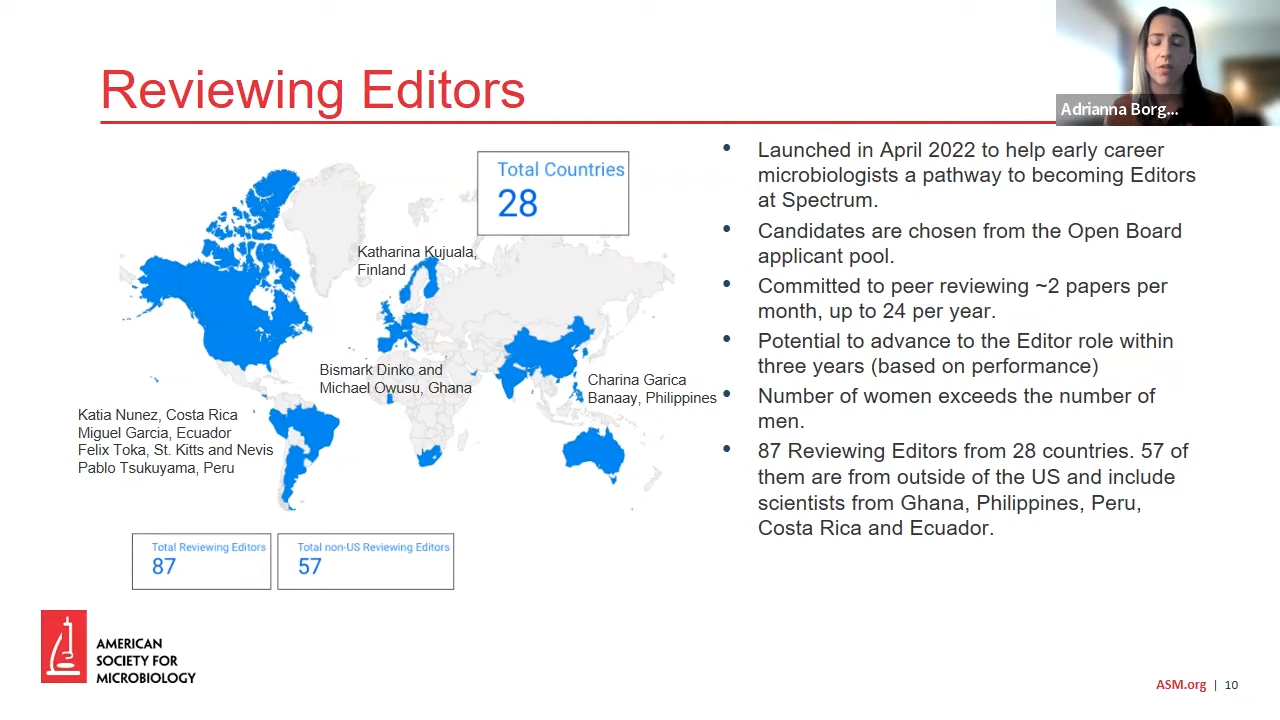 Reviewing Editors
Adrianna Borg...
Total Countries
28
Katharina Kujuala,
Finland
Bismark Dinko and
Michael Owusu, Ghana
Charina Garica
Banaay, Philippines
Katia Nunez, Costa Rica
Miguel Garcia, Ecuador
Felix Toka, St. Kitts and Nevis
Pablo Tsukuyama, Peru
Total Reviewing Editors
87
Total non-US Reviewing Editors
57
• Launched in April 2022 to help early career
microbiologists a pathway to becoming Editors
at Spectrum.
• Candidates are chosen from the Open Board
applicant pool.
• Committed to peer reviewing ~2 papers per
month, up to 24 per year.
• Potential to advance to the Editor role within
three years (based on performance)
• Number of women exceeds the number of
men.
• 87 Reviewing Editors from 28 countries. 57 of
them are from outside of the US and include
scientists from Ghana, Philippines, Peru,
Costa Rica and Ecuador.
AMERICAN
SOCIETY FOR
MICROBIOLOGY
ASM.org | 10